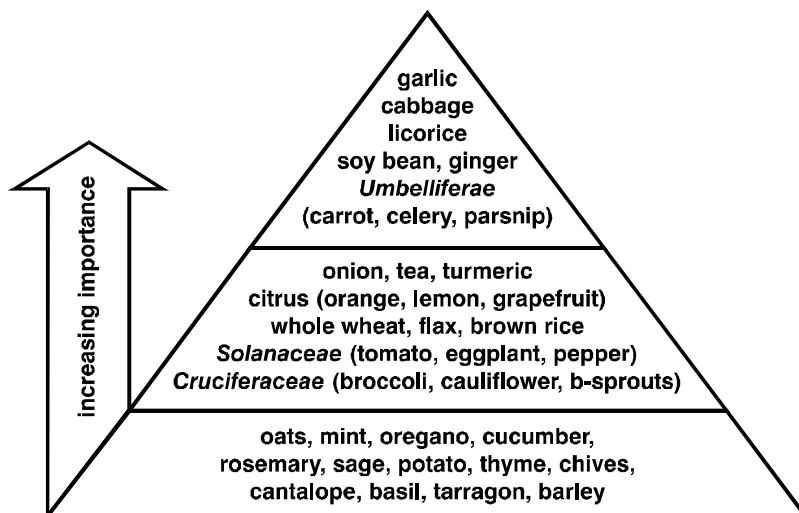 garlic
cabbage
licorice
soy bean, ginger
Umbelliferae
(carrot, celery, parsnip)
increasing importance
onion, tea, turmeric
citrus (orange, lemon, grapefruit)
whole wheat, flax, brown rice
Solanaceae (tomato, eggplant, pepper)
Cruciferaceae (broccoli, cauliflower, b-sprouts)
oats, mint, oregano, cucumber,
rosemary, sage, potato, thyme, chives,
cantalope, basil, tarragon, barley